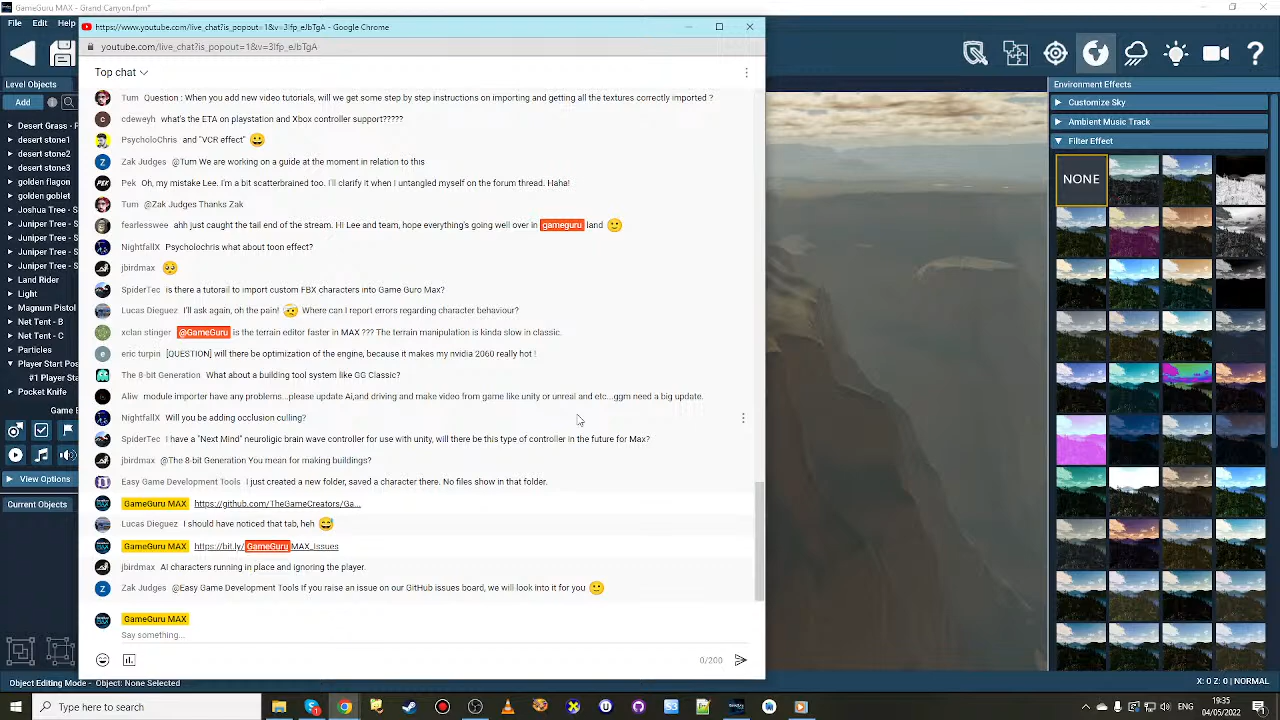 GameGuru MAX - Grand Canyon.fpm*
File
Edit
https://www.youtube.com/live_chat?is_popout=1&v=3Ifp_eJbTgA - Google Chrome
youtube.com/live_chat?is_popout=1&v=3Ifp_eJbTgA
Top chat
Tum Question : When you add new video tutorials, will we get a step by step instructions on importing and getting all the textures correctly imported ?
cdeweyh what's the ETA on playstation and Xbox controller support????
PsycholoChris and "VCR effect"
Zak Judges @Tum We are working on a guide at the moment in relation to this
Pek Oh, my mistake Lee. I'm a bit scatterbrained too. I'll clarify it when I untangled myself on the forum thread. Haha!
Tum @Zak Judges Thanks Zak
fearlesswee ahh just caught the tail end of the stream. Hi Lee and team, hope everything's going well over in gameguru land
NightfallX Psycholochris what about toon effect?
jbirdmax
SpiderTec is there a tutorail to import custom FBX characters into Game Guro Max?
Lucas Dieguez I'll ask again, oh the pain! Where can I report errors regarding character behaviour?
xclan stinger @GameGuru is the terrain editor faster in MAX ??? The terrain manipulation is kinda slow in classic.
eric turpin [QUESTION] will there be optimization of the engine, because it makes my nvidia 2060 really hot !
The 8-bit Generation What about a building tool system like GC Classic?
Aliw module importer have any problems...please update Ai,and anymg and make video from game like unity or unreal and etc...ggm need a big update.
NightfallX Will you be adding occlusion culling?
SpiderTec I have a "Next Mind" neuroligic brain wave controller for use with unity, will there be this type of controller in the future for Max?
jbirdmax @The 8-bit Generation You mean for making buildings?
Easy Game Development Tools I just created a new folder, saved a character there. No files show in that folder.
GameGuru MAX https://github.com/TheGameCreators/Ga...
Lucas Dieguez I should have noticed that tab, heh
GameGuru MAX https://bit.ly/GameGuruMAX_Issues
jbirdmax AI characters running in place and ignoring the player.
Zak Judges @Easy Game Development Tools If you raise and issue on our GitHub issues board, we will look into it for you
GameGuru MAX
Say something...
0/200
Level Objects
Add
Desert Grass - F
desert stone1
desert stone2
desert stone3
golden flagon
golden goblet
Joshua Tree - S
Juniper Tree - S
Juniper Tree - S
Juniper Tree - S
Land Rider
Light
Magnum Pistol
Net Tent - B
Particles
Player Start Po
#1 Player Sta
Pocket Knife
Game E
View Options
Current Objects
Environment Effects
Customize Sky
Ambient Music Track
Filter Effect
NONE
Object Editing Mode - Object: None Selected
X: 0 Z: 0 | NORMAL
Type here to search
19:35
04/05/2022